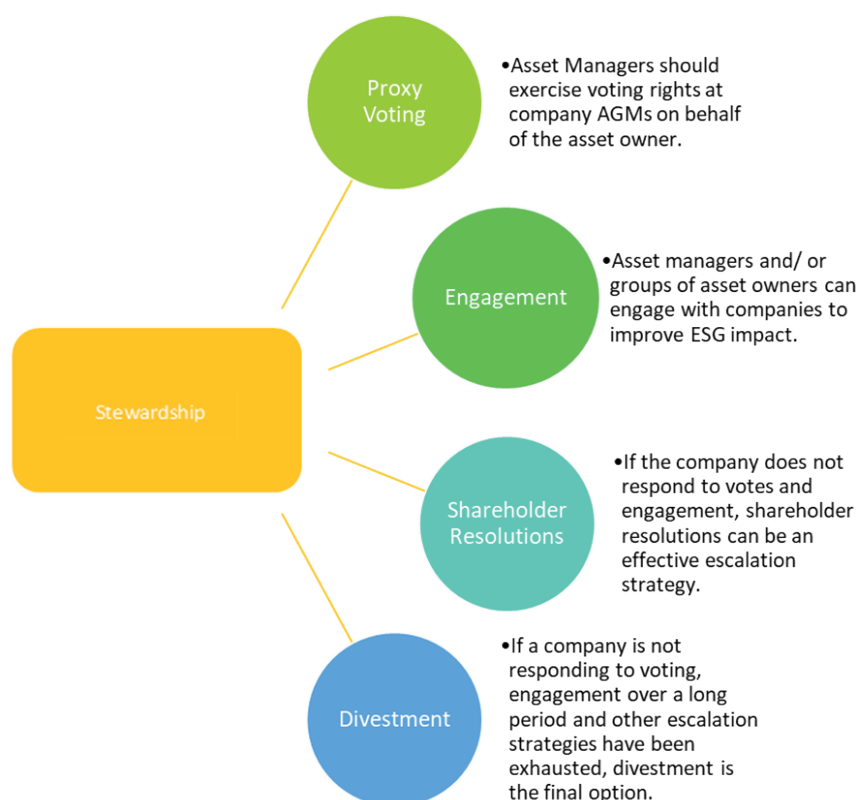 Proxy
Voting
•Asset Managers should
exercise voting rights at
company AGMs on behalf
of the asset owner.
Engagement
•Asset managers and/ or
groups of asset owners can
engage with companies to
improve ESG impact.
Stewardship
Shareholder
Resolutions
•If the company does not
respond to votes and
engagement, shareholder
resolutions can be an
effective escalation
strategy.
Divestment
•If a company is not
responding to voting,
engagement over a long
period and other escalation
strategies have been
exhausted, divestment is
the final option.